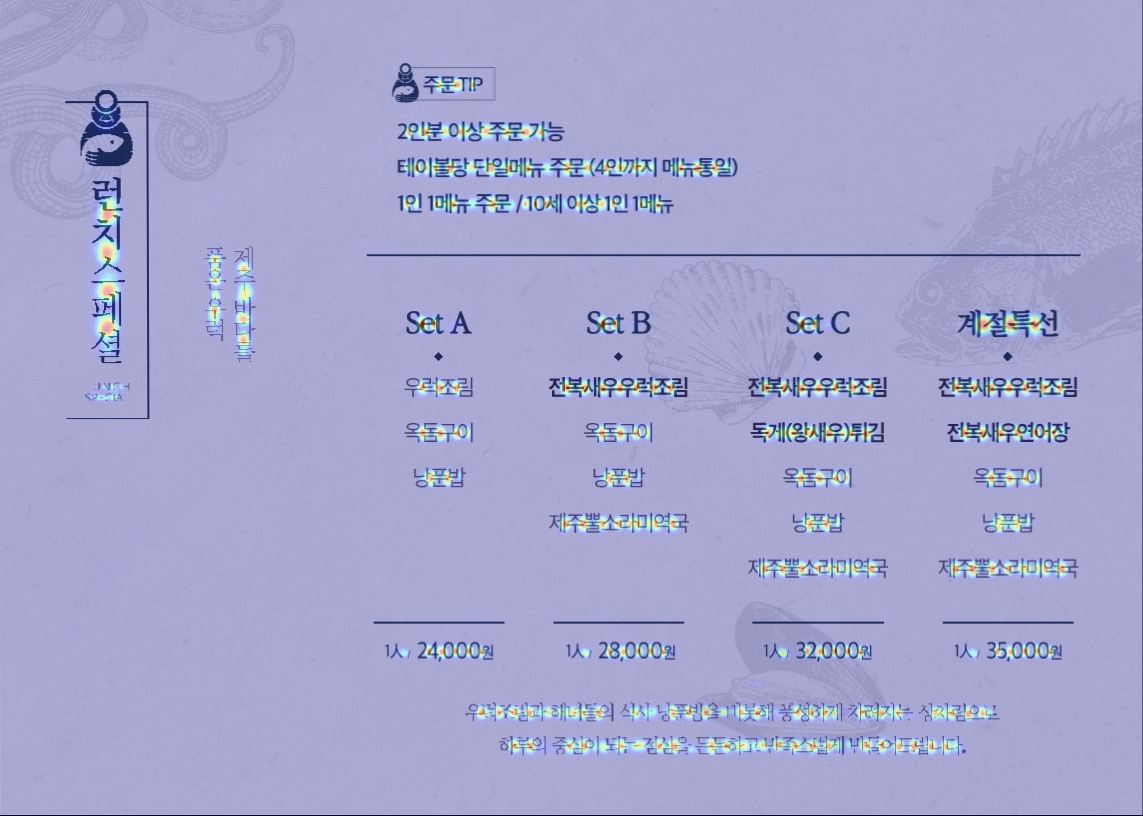 런치스페셜
LUNCH
SPECIAL
제주바다를
품은 우럭
주문TIP
2인분 이상 주문 가능
테이블당 단일메뉴 주문 (4인까지 메뉴통일)
1인 1메뉴 주문 / 10세 이상 1인 1메뉴
Set A
우럭조림
옥돔구이
낭푼밥
1人 / 24,000원
Set B
전복새우우럭조림
옥돔구이
낭푼밥
제주뿔소라미역국
1人 / 28,000원
Set C
전복새우우럭조림
독게(왕새우)튀김
옥돔구이
낭푼밥
제주뿔소라미역국
1人 / 32,000원
계절특선
전복새우우럭조림
전복새우연어장
옥돔구이
낭푼밥
제주뿔소라미역국
1人 / 35,000원
우럭조림과 해녀들의 식사 낭푼밥을 비롯해 풍성하게 차려지는 상차림으로
하루의 중심이 되는 점심을 든든하고 만족스럽게 만들어드립니다.